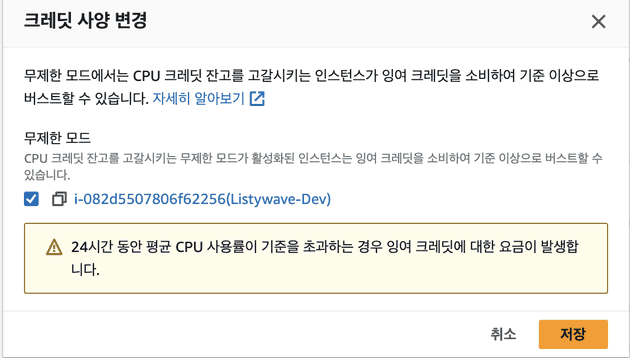 크레딧 사양 변경
무제한 모드에서는 CPU 크레딧 잔고를 고갈시키는 인스턴스가 잉여 크레딧을 소비하여 기준 이상으로
버스트할 수 있습니다. 자세히 알아보기
무제한 모드
CPU 크레딧 잔고를 고갈시키는 무제한 모드가 활성화된 인스턴스는 잉여 크레딧을 소비하여 기준 이상으로 버스트할 수
있습니다.
i-082d5507806f62256(Listywave-Dev)
24시간 동안 평균 CPU 사용률이 기준을 초과하는 경우 잉여 크레딧에 대한 요금이 발생합
니다.
취소 저장